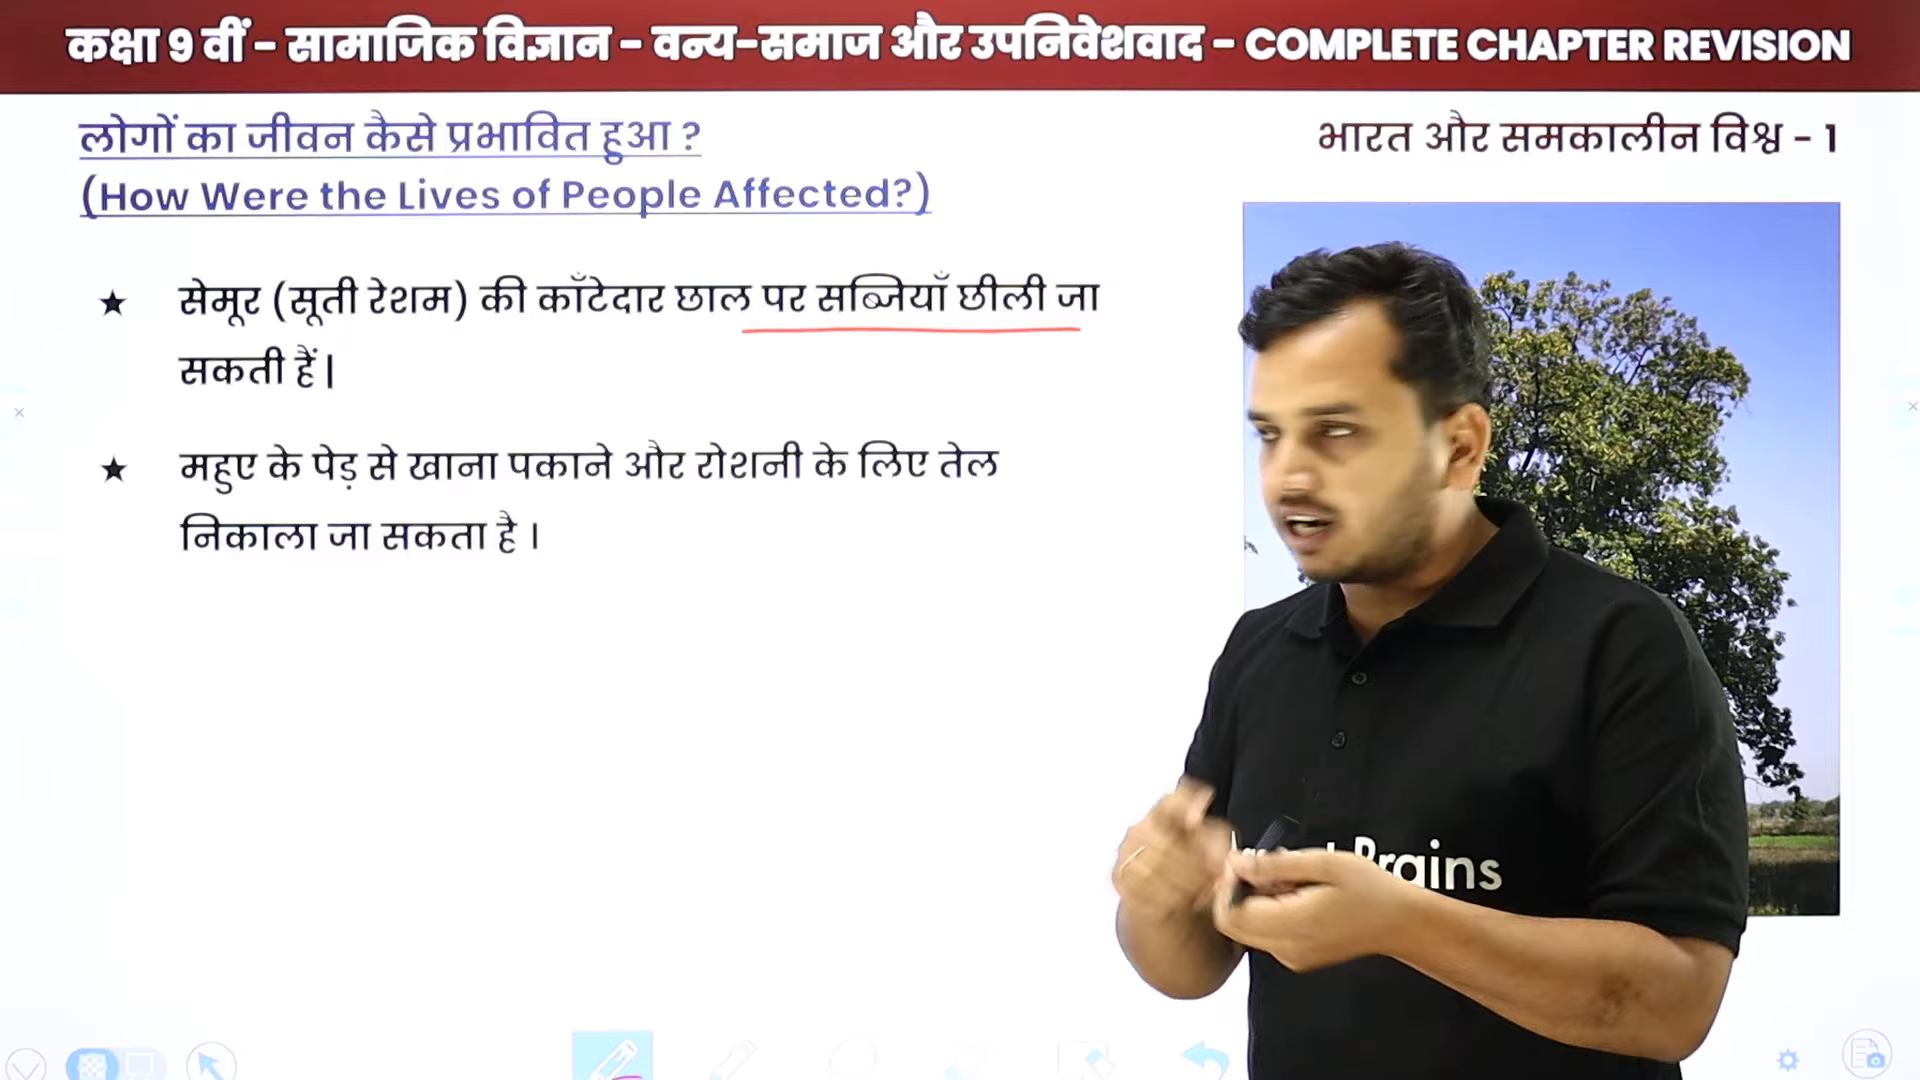 कक्षा 9 वीं - सामाजिक विज्ञान - वन्य-समाज और उपनिवेशवाद - COMPLETE CHAPTER REVISION
लोगों का जीवन कैसे प्रभावित हुआ ?
(How Were the Lives of People Affected?)
भारत और समकालीन विश्व - 1
★ सेमूर (सूती रेशम) की काँटेदार छाल पर सब्जियाँ छीली जा
सकती हैं|
★ महुए के पेड़ से खाना पकाने और रोशनी के लिए तेल
निकाला जा सकता है ।
Brains